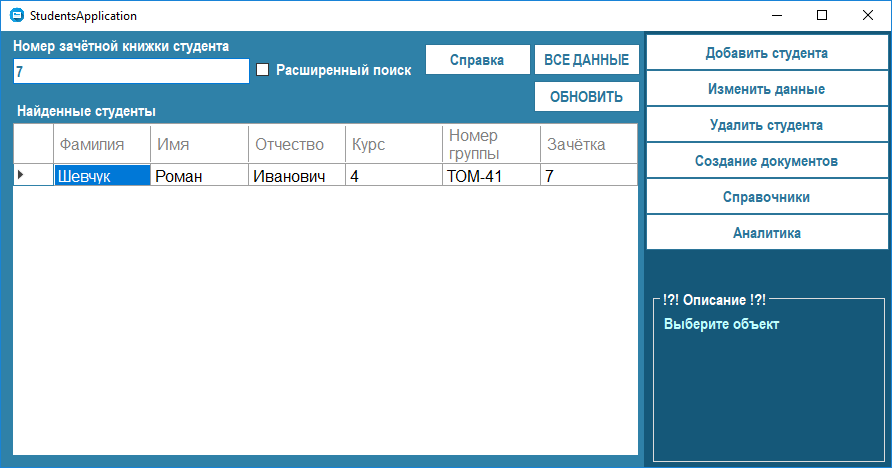 StudentsApplication
Номер зачётной книжки студента
7
Расширенный поиск
Справка
ВСЕ ДАННЫЕ
ОБНОВИТЬ
Найденные студенты
Фамилия Имя Отчество Курс Номер группы Зачётка
Шевчук Роман Иванович 4 ТОМ-41 7
Добавить студента
Изменить данные
Удалить студента
Создание документов
Справочники
Аналитика
!?! Описание !?!
Выберите объект